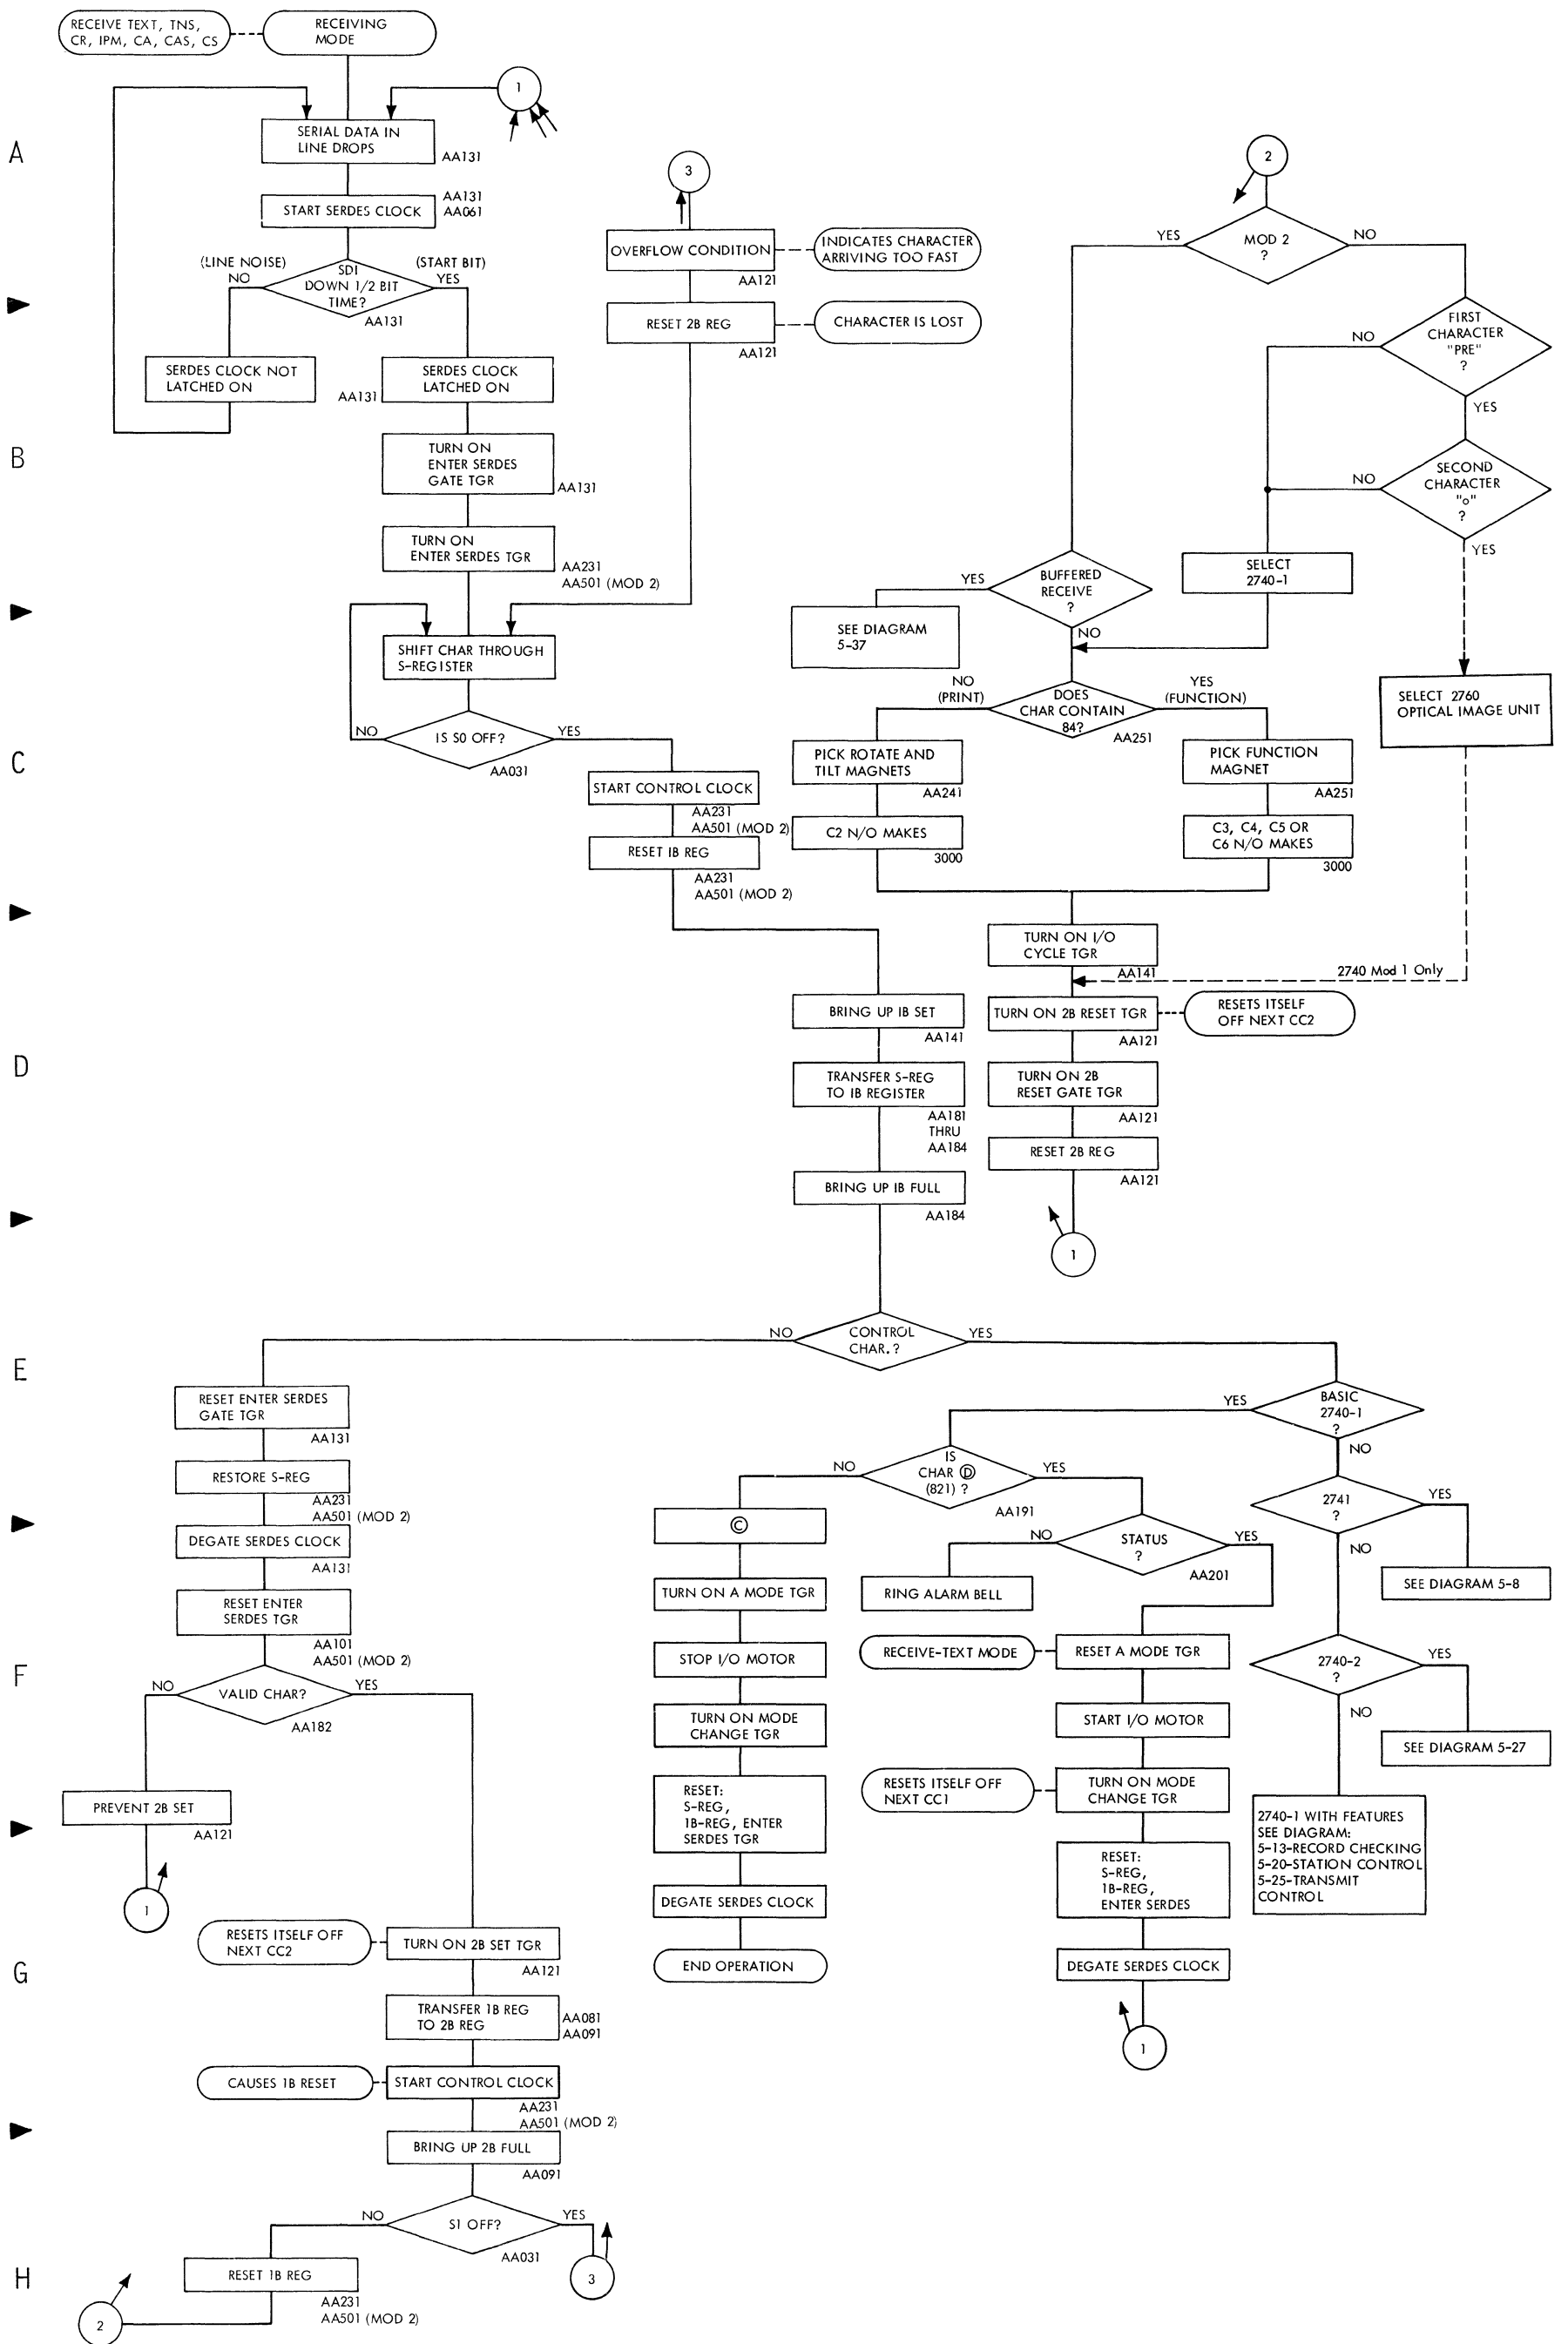 RECEIVE TEXT, TNS,
CR, IPM, CA, CAS, CS
RECEIVING
MODE
1
A
SERIAL DATA IN
LINE DROPS
AA131
START SERDES CLOCK
AA131
AA061
(LINE NOISE)
NO
SDI
DOWN 1/2 BIT
TIME?
(START BIT)
YES
AA131
SERDES CLOCK NOT
LATCHED ON
SERDES CLOCK
LATCHED ON
AA131
B
TURN ON
ENTER SERDES
GATE TGR
AA131
TURN ON
ENTER SERDES TGR
AA231
AA501 (MOD 2)
SHIFT CHAR THROUGH
S-REGISTER
NO
IS S0 OFF?
YES
AA031
C
START CONTROL CLOCK
AA231
AA501 (MOD 2)
RESET 1B REG
AA231
AA501 (MOD 2)
3
OVERFLOW CONDITION
AA121
INDICATES CHARACTER
ARRIVING TOO FAST
RESET 2B REG
AA121
CHARACTER IS LOST
2
YES
MOD 2
?
NO
FIRST
CHARACTER
"PRE"
?
NO
YES
SECOND
CHARACTER
"o"
?
NO
YES
SELECT
2740-1
YES
BUFFERED
RECEIVE
?
NO
SEE DIAGRAM
5-37
SELECT 2760
OPTICAL IMAGE UNIT
NO
(PRINT)
DOES
CHAR CONTAIN
84?
YES
(FUNCTION)
AA251
PICK ROTATE AND
TILT MAGNETS
AA241
PICK FUNCTION
MAGNET
AA251
C2 N/O MAKES
3000
C3, C4, C5 OR
C6 N/O MAKES
3000
TURN ON I/O
CYCLE TGR
AA141
2740 Mod 1 Only
TURN ON 2B RESET TGR
AA121
RESETS ITSELF
OFF NEXT CC2
TURN ON 2B
RESET GATE TGR
AA121
RESET 2B REG
AA121
1
D
BRING UP IB SET
AA141
TRANSFER S-REG
TO IB REGISTER
AA181
THRU
AA184
BRING UP IB FULL
AA184
NO
CONTROL
CHAR.?
YES
E
RESET ENTER SERDES
GATE TGR
AA131
RESTORE S-REG
AA231
AA501 (MOD 2)
DEGATE SERDES CLOCK
AA131
RESET ENTER
SERDES TGR
AA101
AA501 (MOD 2)
F
NO
VALID CHAR?
YES
AA182
PREVENT 2B SET
AA121
1
G
RESETS ITSELF OFF
NEXT CC2
TURN ON 2B SET TGR
AA121
TRANSFER 1B REG
TO 2B REG
AA081
AA091
CAUSES 1B RESET
START CONTROL CLOCK
AA231
AA501 (MOD 2)
BRING UP 2B FULL
AA091
NO
S1 OFF?
YES
AA031
H
RESET 1B REG
AA231
AA501 (MOD 2)
2
3
YES
BASIC
2740-1
?
NO
NO
IS
CHAR Ⓓ
(821) ?
YES
AA191
Ⓒ
TURN ON A MODE TGR
STOP I/O MOTOR
TURN ON MODE
CHANGE TGR
RESET:
S-REG,
1B-REG, ENTER
SERDES TGR
DEGATE SERDES CLOCK
END OPERATION
NO
STATUS
?
YES
AA201
RING ALARM BELL
RECEIVE-TEXT MODE
RESET A MODE TGR
START I/O MOTOR
RESETS ITSELF OFF
NEXT CC1
TURN ON MODE
CHANGE TGR
RESET:
S-REG,
1B-REG,
ENTER SERDES
DEGATE SERDES CLOCK
1
2741
?
YES
NO
SEE DIAGRAM 5-8
2740-2
?
YES
NO
SEE DIAGRAM 5-27
2740-1 WITH FEATURES
SEE DIAGRAM:
5-13-RECORD CHECKING
5-20-STATION CONTROL
5-25-TRANSMIT
CONTROL